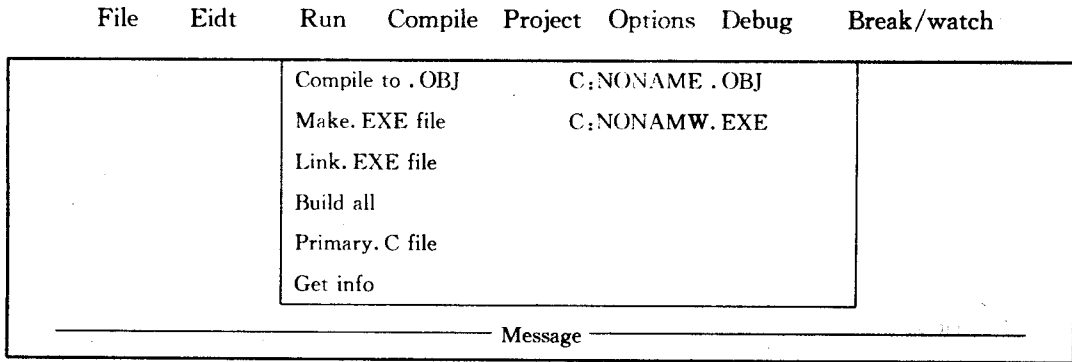 File Eidt Run Compile Project Options Debug Break/watch
Compile to .OBJ C:NONAME.OBJ
Make.EXE file C:NONAMW.EXE
Link.EXE file
Build all
Primary.C file
Get info
Message